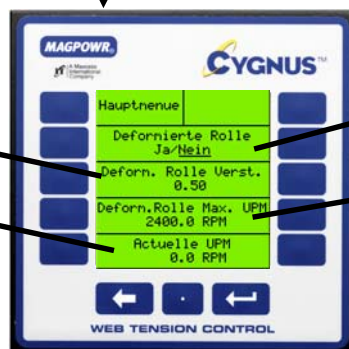 MAGPOWR®
A Maxcess
International
Company
CYGNUS™
Hauptmenue
Deformierte Rolle
Ja/Nein
Deforn. Rolle Verst.
0.50
Deforn.Rolle Max. UPM
2400.0 RPM
Actuelle UPM
0.0 RPM
WEB TENSION CONTROL